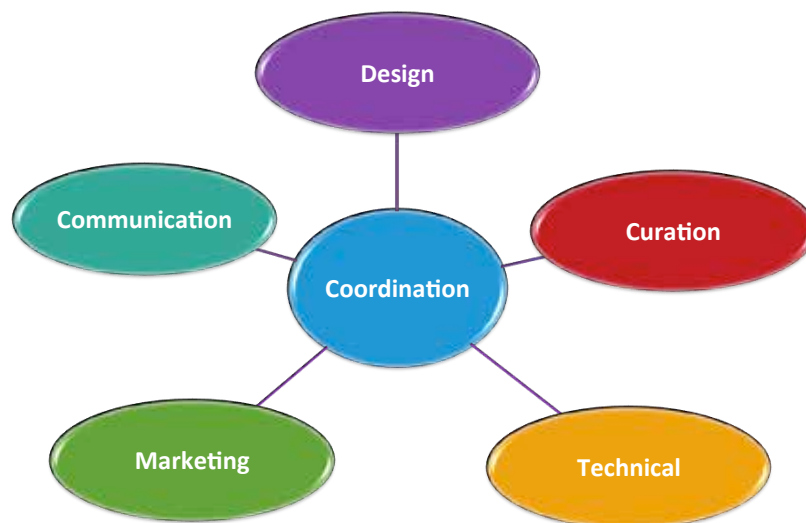 Design
Communication
Curation
Coordination
Marketing
Technical